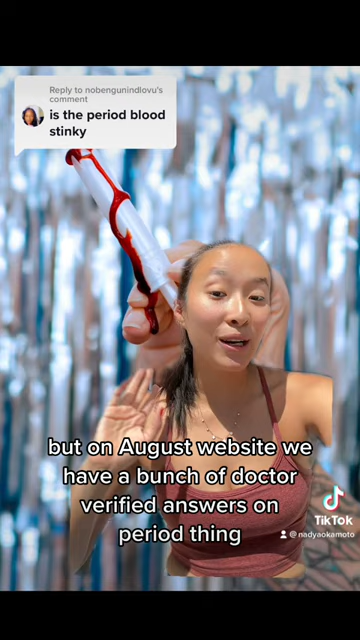 Reply to nobengunindlovu's
comment
is the period blood
stinky
but on August website we
have a bunch of doctor
verified answers on
period thing
TikTok
@nadyaokamoto